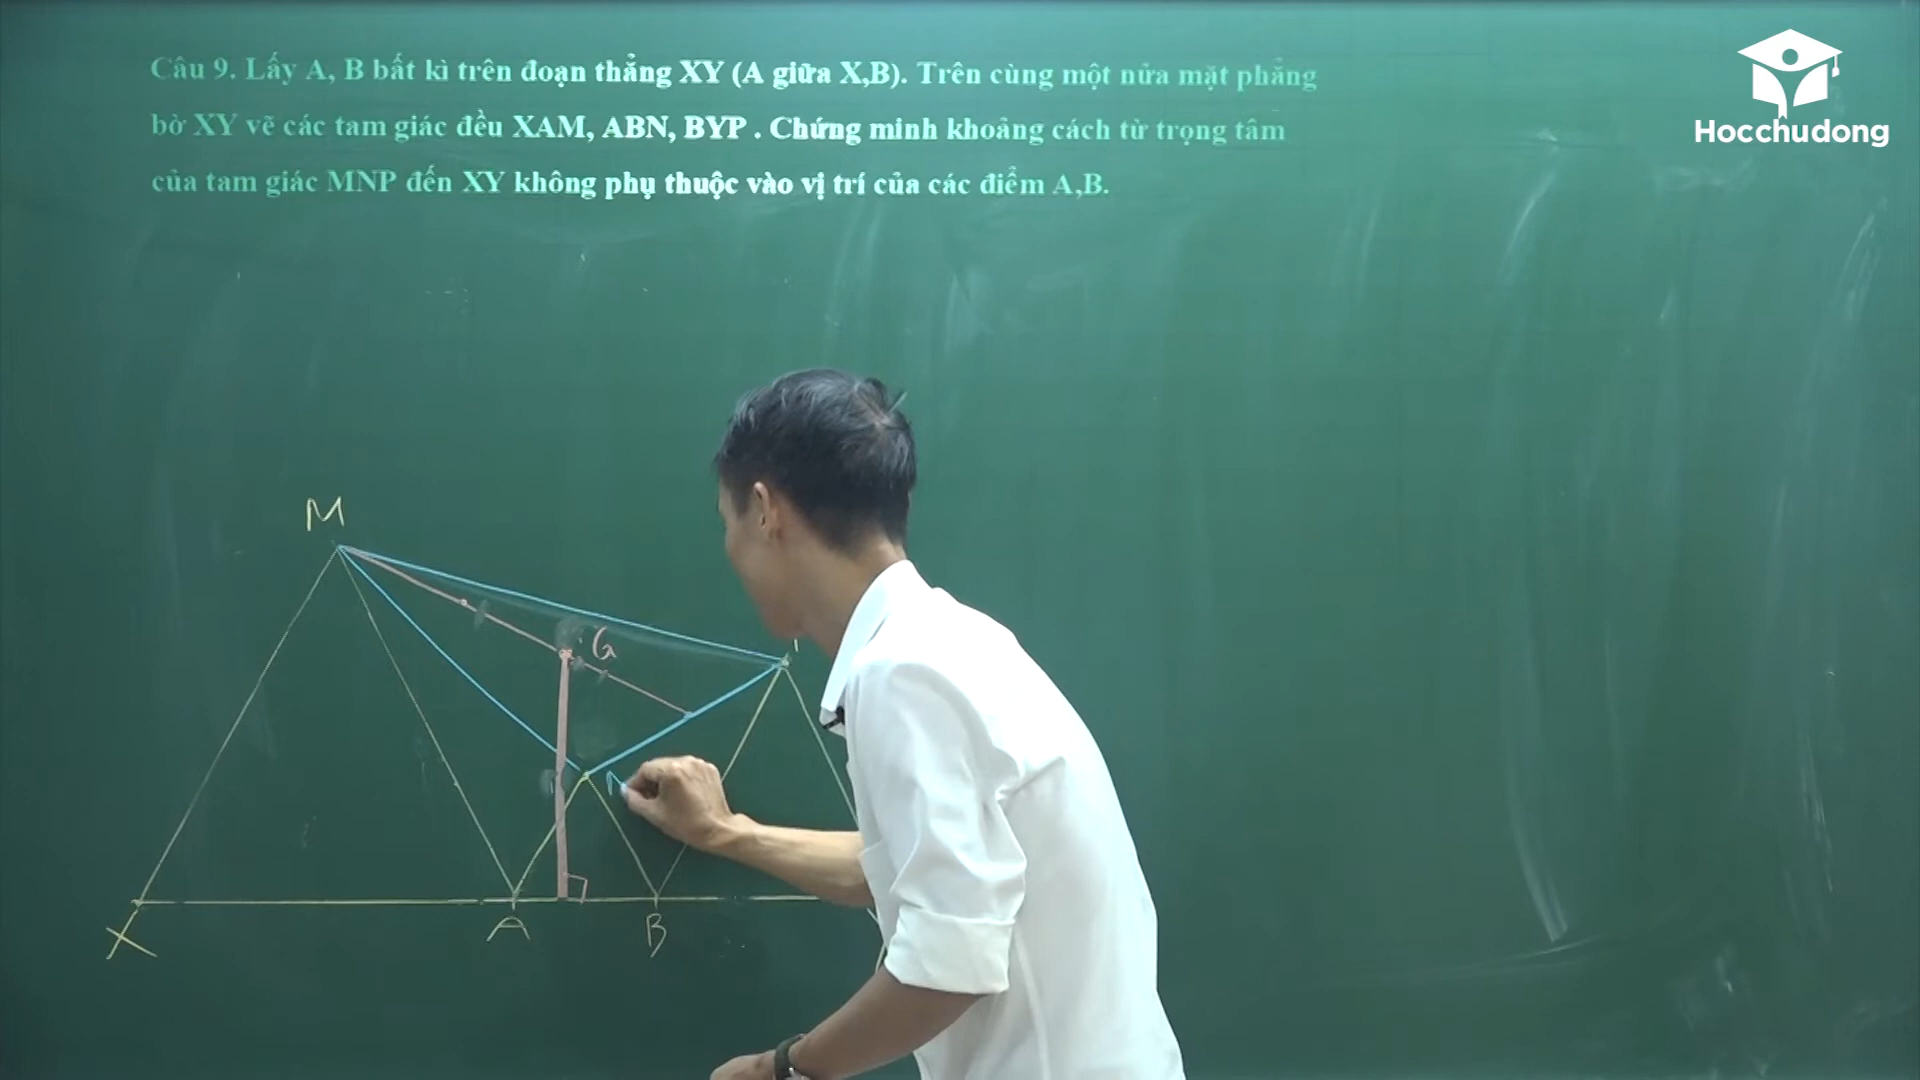 Câu 9. Lấy A, B bất kì trên đoạn thẳng XY (A giữa X,B). Trên cùng một nửa mặt phẳng
bờ XY vẽ các tam giác đều XAM, ABN, BYP . Chứng minh khoảng cách từ trọng tâm
của tam giác MNP đến XY không phụ thuộc vào vị trí của các điểm A,B.
Hocchudong
M
G
X
A
B